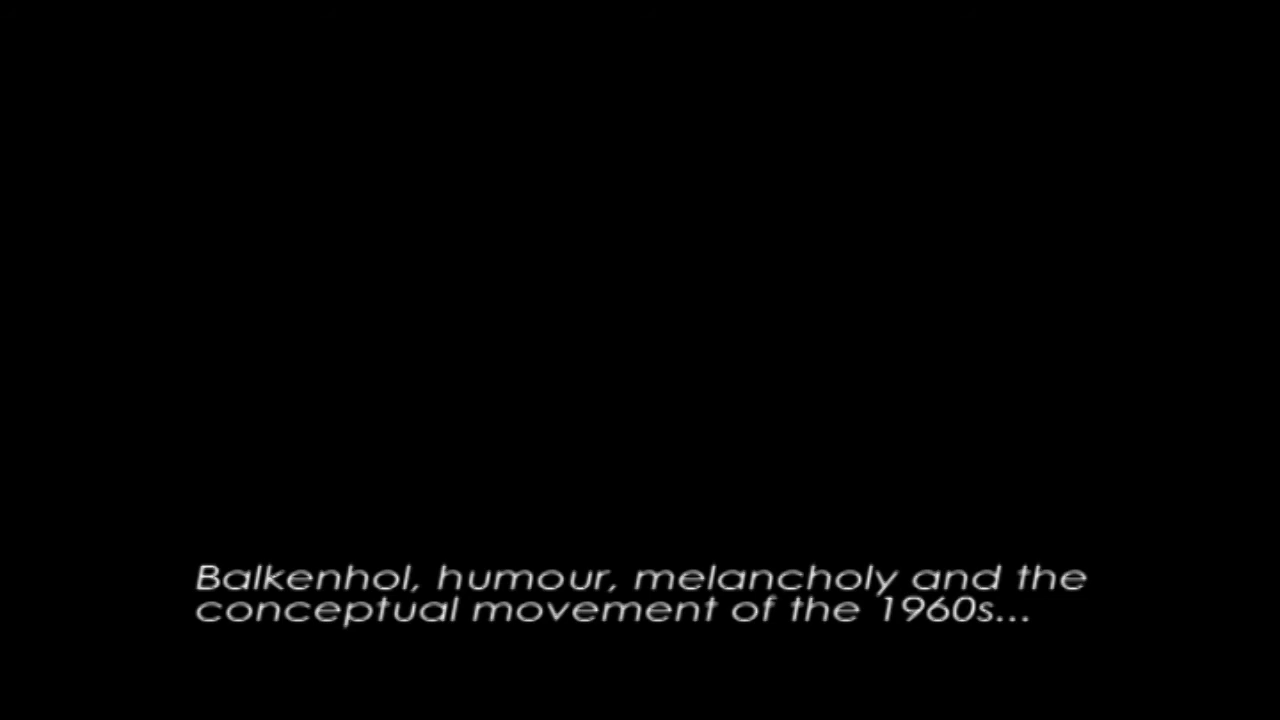 Balkenhol, humour, melancholy and the
conceptual movement of the 1960s...